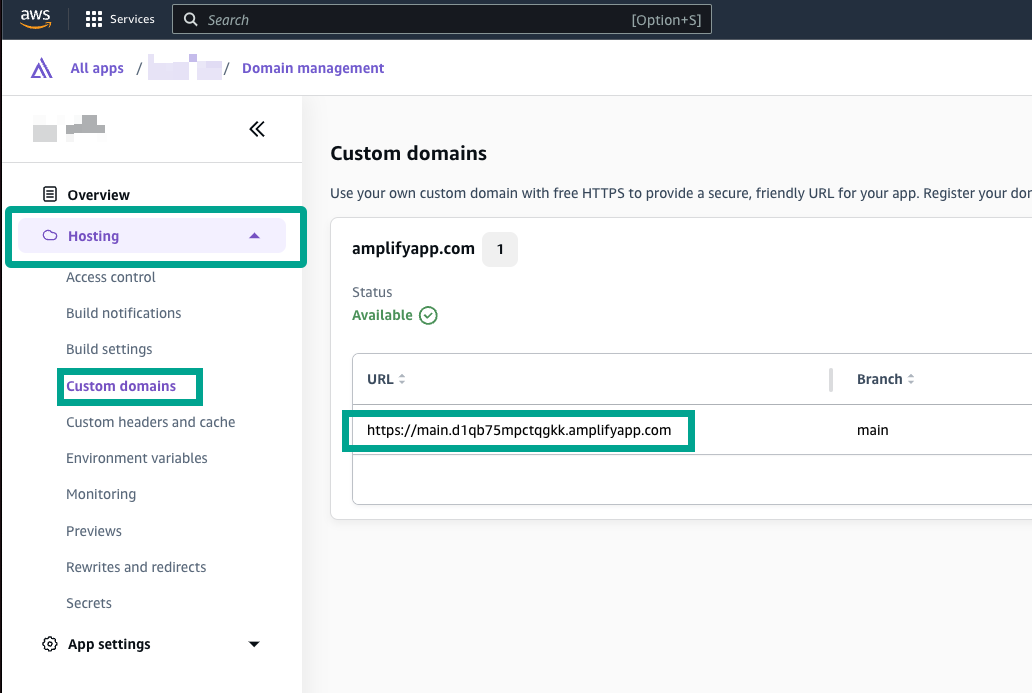 aws
Services
Search
[Option+S]
All apps / / Domain management
Overview
Hosting
Access control
Build notifications
Build settings
Custom domains
Custom headers and cache
Environment variables
Monitoring
Previews
Rewrites and redirects
Secrets
App settings
Custom domains
Use your own custom domain with free HTTPS to provide a secure, friendly URL for your app. Register your
amplifyapp.com 1
Status
Available
URL Branch
https://main.d1qb75mpctqgkk.amplifyapp.com main